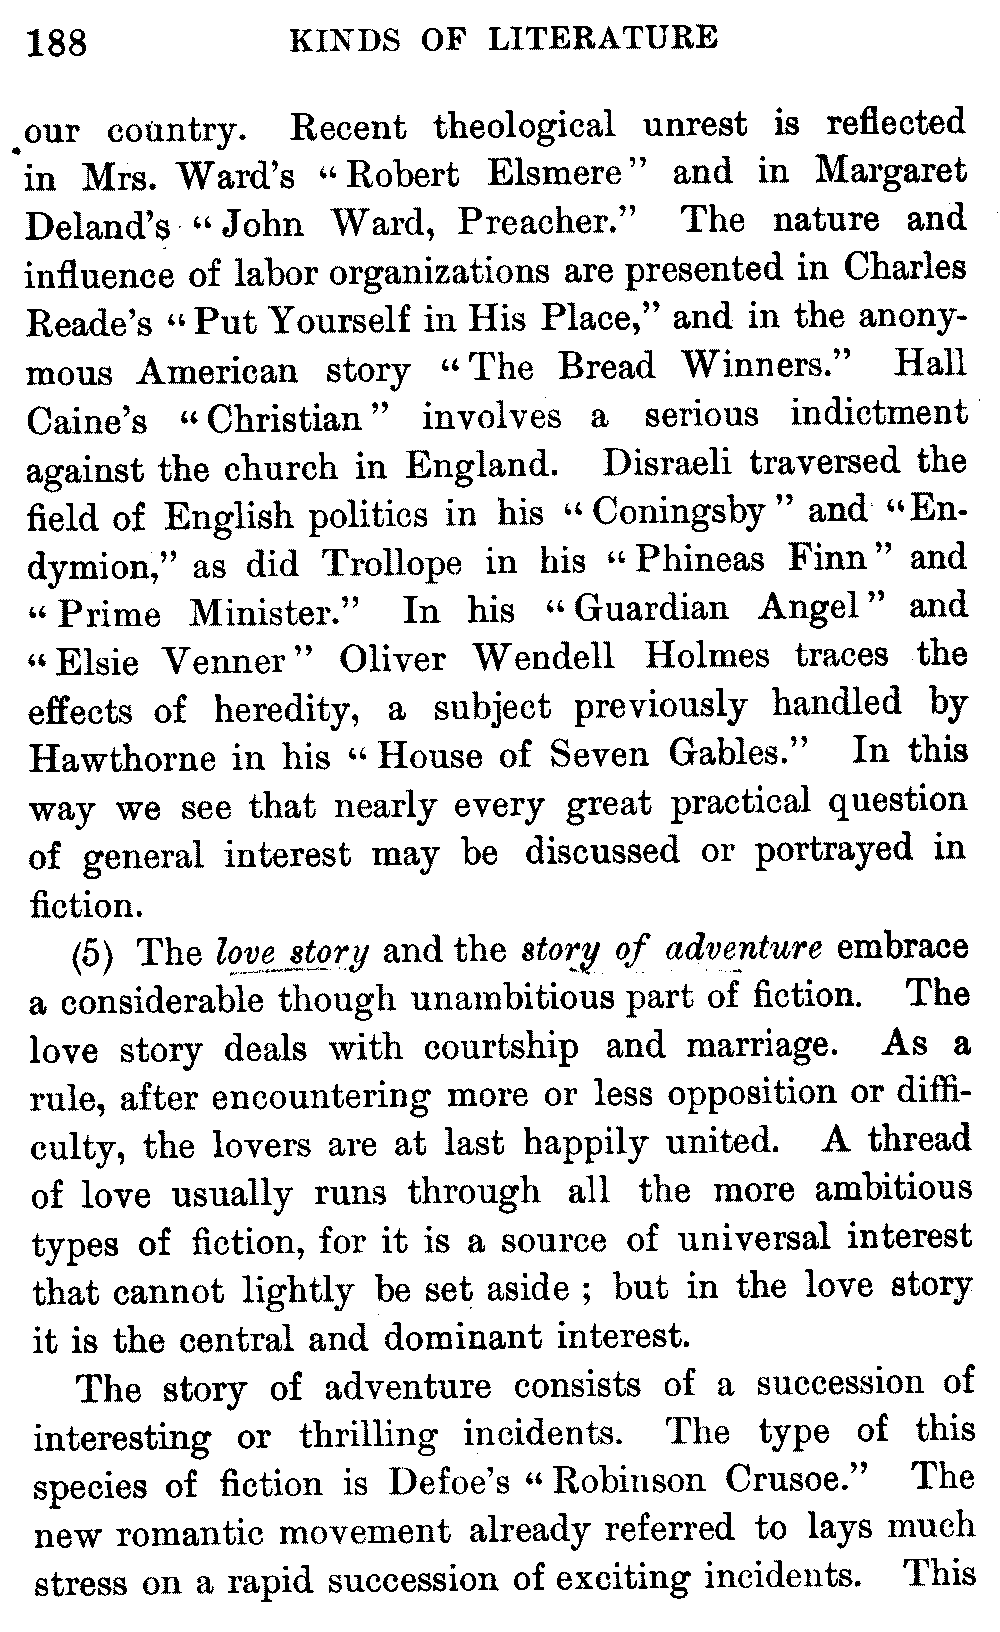 188 KINDS OF LITERATURE
our country. Recent theological unrest is reflected
in Mrs. Ward's "Robert Elsmere" and in Margaret
Deland's "John Ward, Preacher." The nature and
influence of labor organizations are presented in Charles
Reade's "Put Yourself in His Place," and in the anony-
mous American story "The Bread Winners." Hall
Caine's "Christian" involves a serious indictment
against the church in England. Disraeli traversed the
field of English politics in his "Coningsby" and "En-
dymion," as did Trollope in his "Phineas Finn" and
"Prime Minister." In his "Guardian Angel" and
"Elsie Venner" Oliver Wendell Holmes traces the
effects of heredity, a subject previously handled by
Hawthorne in his "House of Seven Gables." In this
way we see that nearly every great practical question
of general interest may be discussed or portrayed in
fiction.
(5) The love story and the story of adventure embrace
a considerable though unambitious part of fiction. The
love story deals with courtship and marriage. As a
rule, after encountering more or less opposition or diffi-
culty, the lovers are at last happily united. A thread
of love usually runs through all the more ambitious
types of fiction, for it is a source of universal interest
that cannot lightly be set aside ; but in the love story
it is the central and dominant interest.
The story of adventure consists of a succession of
interesting or thrilling incidents. The type of this
species of fiction is Defoe's "Robinson Crusoe." The
new romantic movement already referred to lays much
stress on a rapid succession of exciting incidents. This